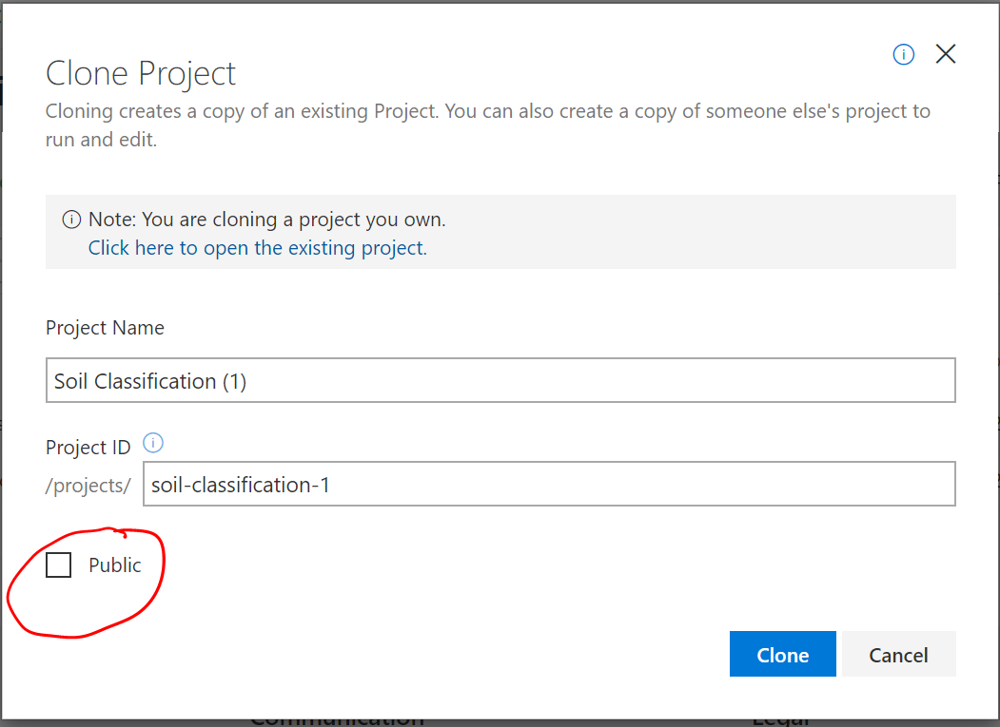 Clone Project
Cloning creates a copy of an existing Project. You can also create a copy of someone else's project to
run and edit.
Note: You are cloning a project you own.
Click here to open the existing project.
Project Name
Soil Classification (1)
Project ID
/projects/ soil-classification-1
Public
Clone Cancel
Communication Legal